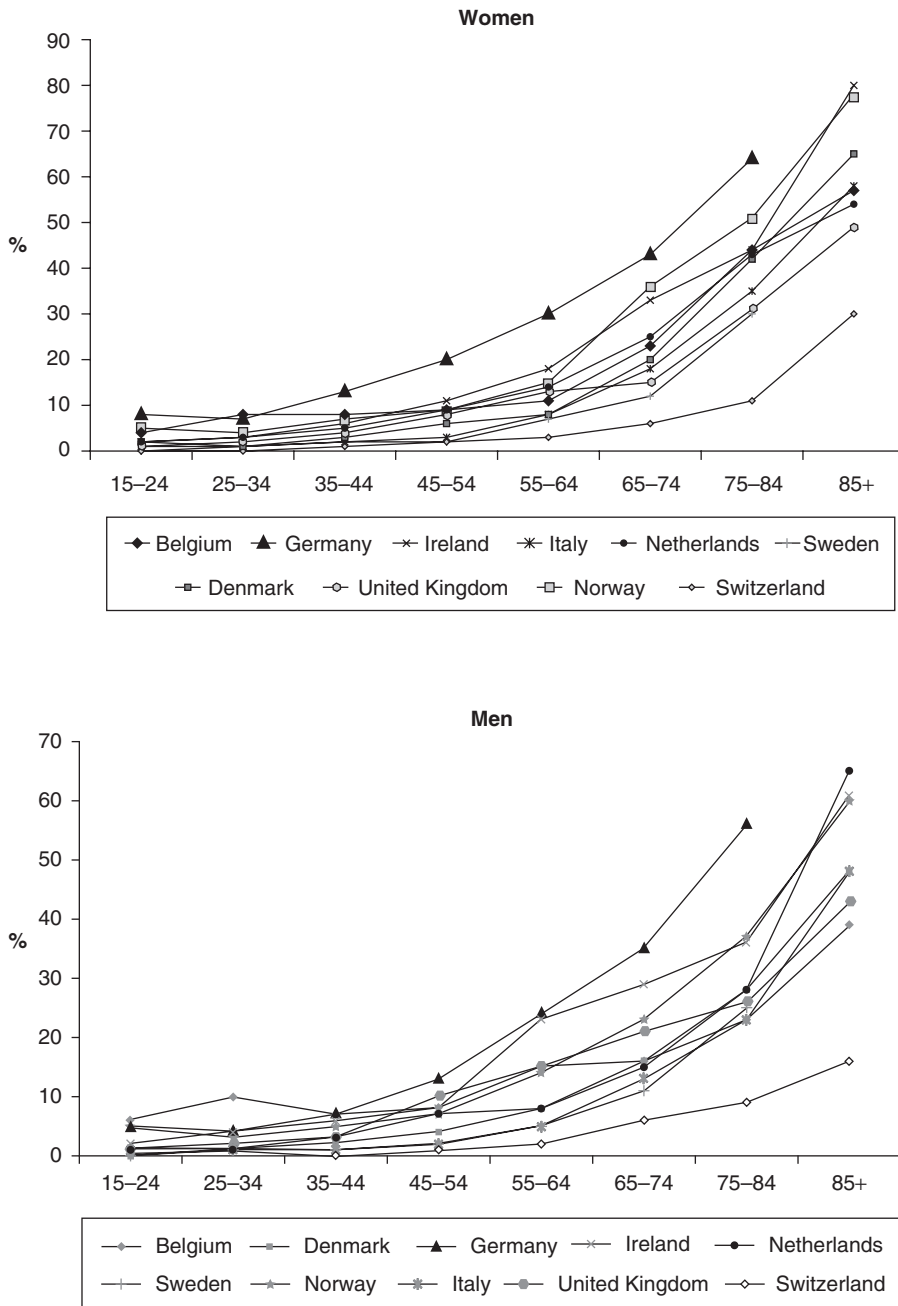 Women
90
80
70
60
50
%
40
30
20
10
0
15–24 25–34 35–44 45–54 55–64 65–74 75–84 85+
Belgium Germany Ireland Italy Netherlands Sweden
Denmark United Kingdom Norway Switzerland
Men
70
60
50
40
%
30
20
10
0
15–24 25–34 35–44 45–54 55–64 65–74 75–84 85+
Belgium Denmark Germany Ireland Netherlands
Sweden Norway Italy United Kingdom Switzerland